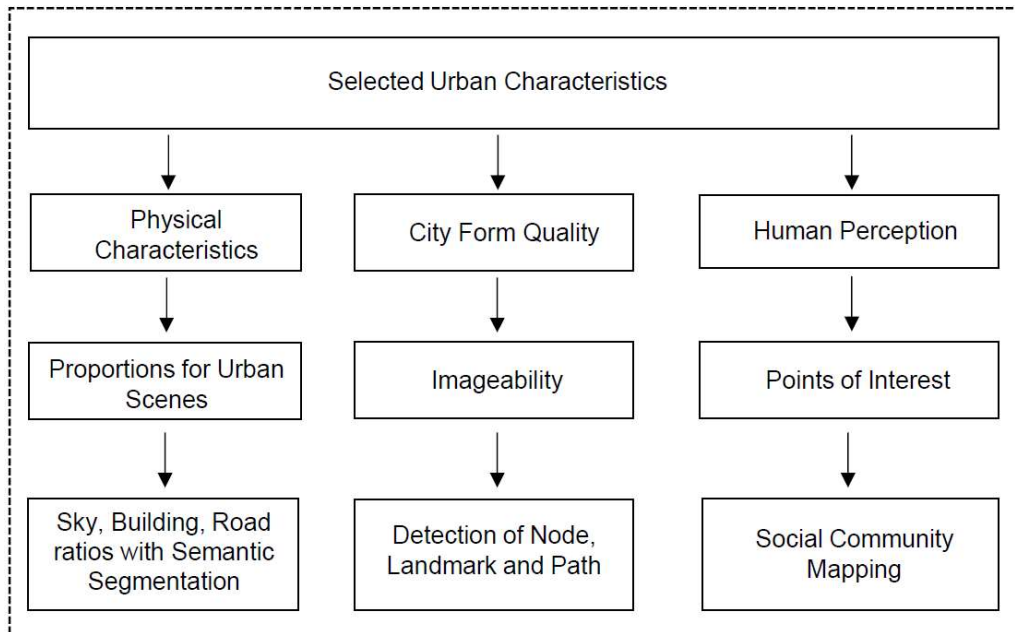 Selected Urban Characteristics
Physical
Characteristics
City Form Quality
Human Perception
Proportions for Urban
Scenes
Imageability
Points of Interest
Sky, Building, Road
ratios with Semantic
Segmentation
Detection of Node,
Landmark and Path
Social Community
Mapping